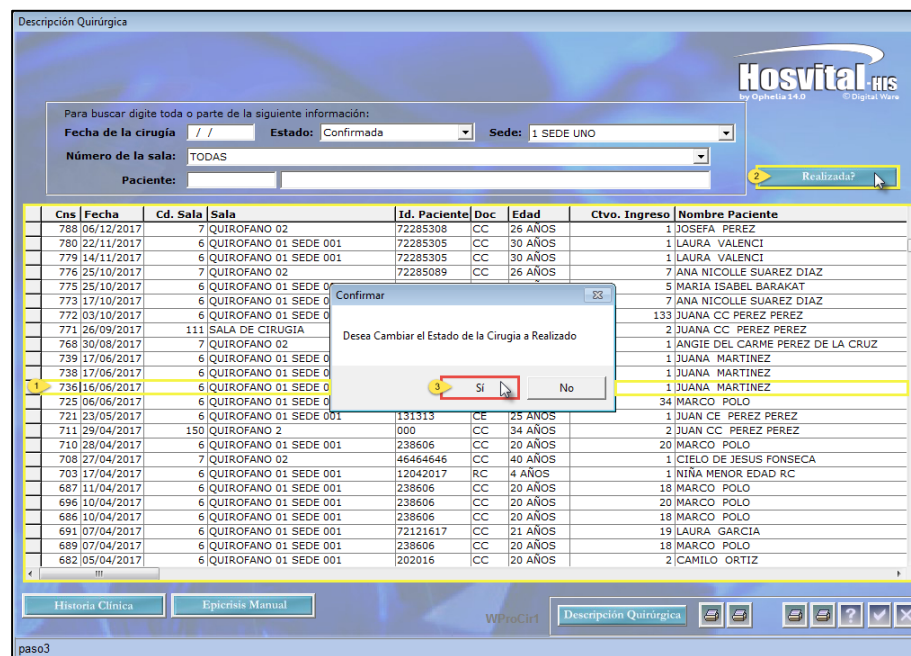 Descripción Quirúrgica
Hosvital-HIS
by Ophelia 14.0 © Digital Ware
Para buscar digite toda o parte de la siguiente información:
Fecha de la cirugía / / Estado: Confirmada Sede: 1 SEDE UNO
Número de la sala: TODAS
Paciente:
2 Realizada?
Cns Fecha Cd. Sala Sala Id. Paciente Doc Edad Ctvo. Ingreso Nombre Paciente
788 06/12/2017 7 QUIROFANO 02 72285308 CC 26 AÑOS 1 JOSEFA PEREZ
780 22/11/2017 6 QUIROFANO 01 SEDE 001 72285305 CC 30 AÑOS 1 LAURA VALENCI
779 14/11/2017 6 QUIROFANO 01 SEDE 001 72285305 CC 30 AÑOS 1 LAURA VALENCI
776 25/10/2017 7 QUIROFANO 02 72285089 CC 26 AÑOS 7 ANA NICOLLE SUAREZ DIAZ
775 25/10/2017 6 QUIROFANO 01 SEDE 5 MARIA ISABEL BARAKAT
773 17/10/2017 6 QUIROFANO 01 SEDE 0 7 ANA NICOLLE SUAREZ DIAZ
772 03/10/2017 6 QUIROFANO 01 SEDE 0 133 JUANA CC PEREZ PEREZ
771 26/09/2017 111 SALA DE CIRUGIA 2 JUANA CC PEREZ PEREZ
768 30/08/2017 7 QUIROFANO 02 1 ANGIE DEL CARME PEREZ DE LA CRUZ
739 17/06/2017 6 QUIROFANO 01 SEDE 0 1 JUANA MARTINEZ
738 17/06/2017 6 QUIROFANO 01 SEDE 0 1 JUANA MARTINEZ
1 736 16/06/2017 6 QUIROFANO 01 SEDE 0 1 JUANA MARTINEZ
725 06/06/2017 6 QUIROFANO 01 SEDE 0 34 MARCO POLO
Confirmar
Desea Cambiar el Estado de la Cirugia a Realizado
3 Sí No
721 23/05/2017 6 QUIROFANO 01 SEDE 001 131313 CE 25 AÑOS 1 JUAN CE PEREZ PEREZ
711 29/04/2017 150 QUIROFANO 2 000 CC 34 AÑOS 2 JUAN CC PEREZ PEREZ
710 28/04/2017 6 QUIROFANO 01 SEDE 001 238606 CC 20 AÑOS 20 MARCO POLO
708 27/04/2017 7 QUIROFANO 02 46464646 CC 40 AÑOS 1 CIELO DE JESUS FONSECA
703 17/04/2017 6 QUIROFANO 01 SEDE 001 12042017 RC 4 AÑOS 1 NIÑA MENOR EDAD RC
687 11/04/2017 6 QUIROFANO 01 SEDE 001 238606 CC 20 AÑOS 18 MARCO POLO
696 10/04/2017 6 QUIROFANO 01 SEDE 001 238606 CC 20 AÑOS 20 MARCO POLO
686 10/04/2017 6 QUIROFANO 01 SEDE 001 238606 CC 20 AÑOS 18 MARCO POLO
691 07/04/2017 6 QUIROFANO 01 SEDE 001 72121617 CC 21 AÑOS 19 LAURA GARCIA
689 07/04/2017 6 QUIROFANO 01 SEDE 001 238606 CC 20 AÑOS 18 MARCO POLO
682 05/04/2017 6 QUIROFANO 01 SEDE 001 202016 CC 20 AÑOS 2 CAMILO ORTIZ
Historia Clínica Epicrisis Manual WProCir1 Descripción Quirúrgica ?
paso3